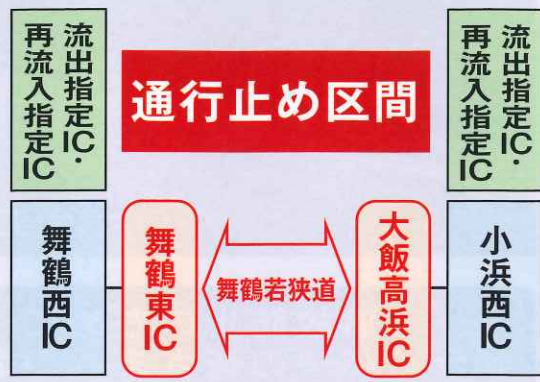 流出指定IC・
再流入指定IC
通行止め区間
流出指定IC・
再流入指定IC
舞鶴西IC
舞鶴東IC
舞鶴若狭道
大飯高浜IC
小浜西IC